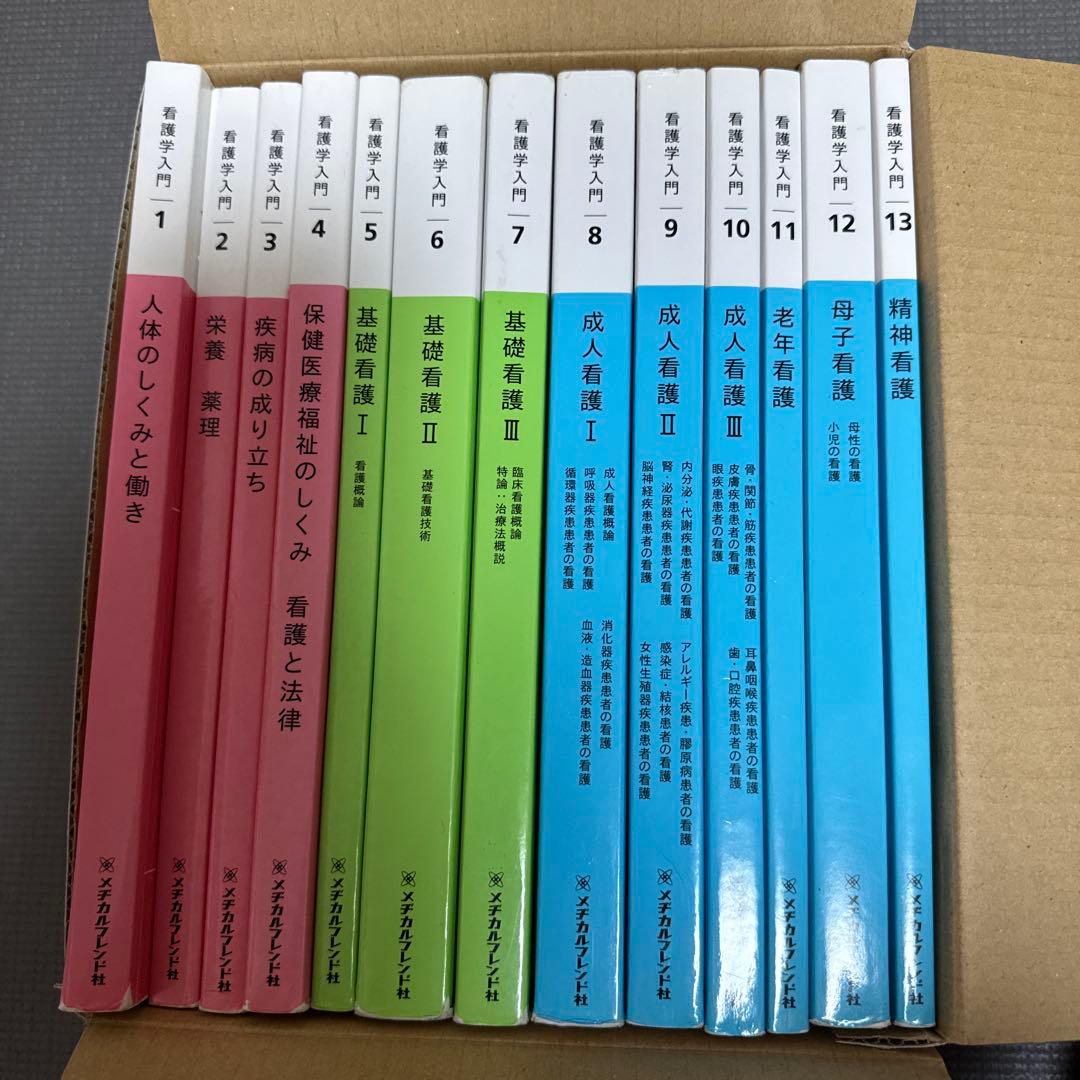 看護学入門
1
人体のしくみと働き
メヂカルフレンド社
看護学入門
2
栄養 薬理
メヂカルフレンド社
看護学入門
3
疾病の成り立ち
メヂカルフレンド社
看護学入門
4
保健医療福祉のしくみ 看護と法律
メヂカルフレンド社
看護学入門
5
基礎看護 Ⅰ
看護概論
メヂカルフレンド社
看護学入門
6
基礎看護 Ⅱ
基礎看護技術
メヂカルフレンド社
看護学入門
7
基礎看護 Ⅲ
臨床看護概論
特論:治療法概説
メヂカルフレンド社
看護学入門
8
成人看護 Ⅰ
成人看護概論
呼吸器疾患患者の看護
循環器疾患患者の看護
消化器疾患患者の看護
血液・造血器疾患患者の看護
メヂカルフレンド社
看護学入門
9
成人看護 Ⅱ
内分泌・代謝疾患患者の看護
腎・泌尿器疾患患者の看護
脳神経疾患患者の看護
アレルギー疾患・膠原病患者の看護
感染症・結核患者の看護
女性生殖器疾患患者の看護
メヂカルフレンド社
看護学入門
10
成人看護 Ⅲ
骨・関節・筋疾患患者の看護
皮膚疾患患者の看護
眼疾患患者の看護
耳鼻咽喉疾患患者の看護
歯・口腔疾患患者の看護
メヂカルフレンド社
看護学入門
11
老年看護
メヂカルフレンド社
看護学入門
12
母子看護
母性の看護
小児の看護
メヂカルフレンド社
看護学入門
13
精神看護
メヂカルフレンド社